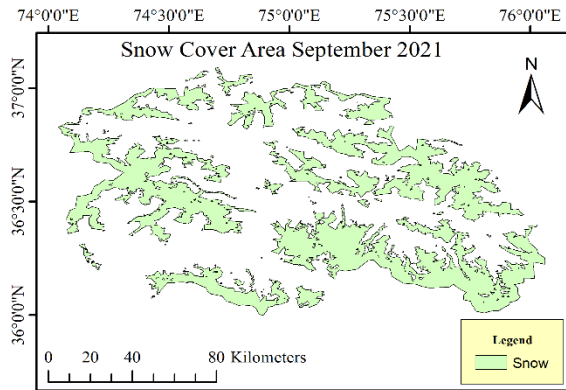 74°0'0"E 74°30'0"E 75°0'0"E 75°30'0"E 76°0'0"E
Snow Cover Area September 2021
N
37°0'0"N
36°30'0"N
36°0'0"N
Legend
Snow
0 20 40 80 Kilometers